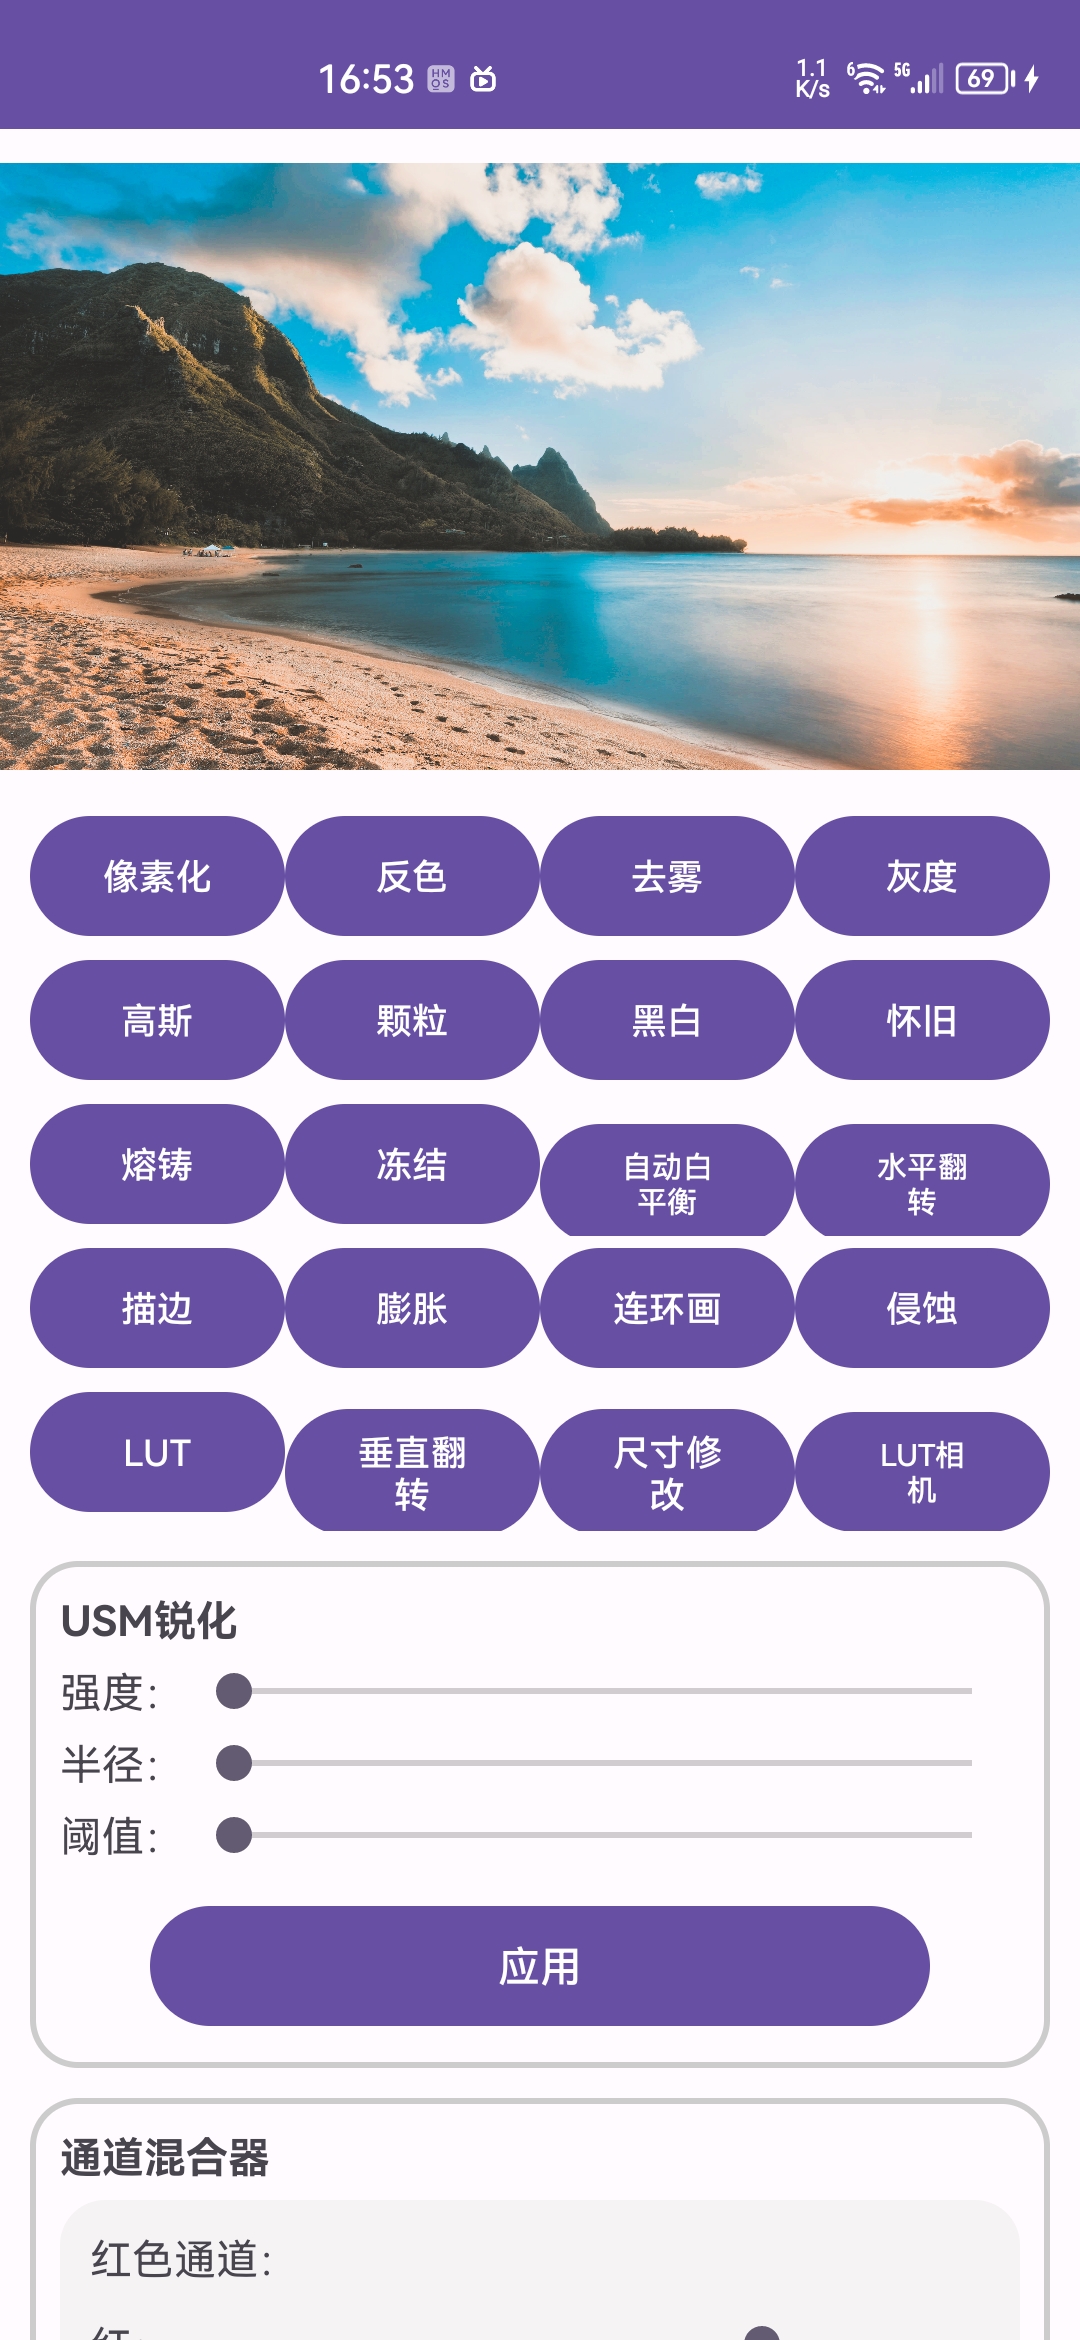 16:53 HM OS 1.1 K/s 6 5G 69
像素化 反色 去雾 灰度
高斯 颗粒 黑白 怀旧
熔铸 冻结 自动白平衡 水平翻转
描边 膨胀 连环画 侵蚀
LUT 垂直翻转 尺寸修改 LUT相机
USM锐化
强度:
半径:
阈值:
应用
通道混合器
红色通道:
红: